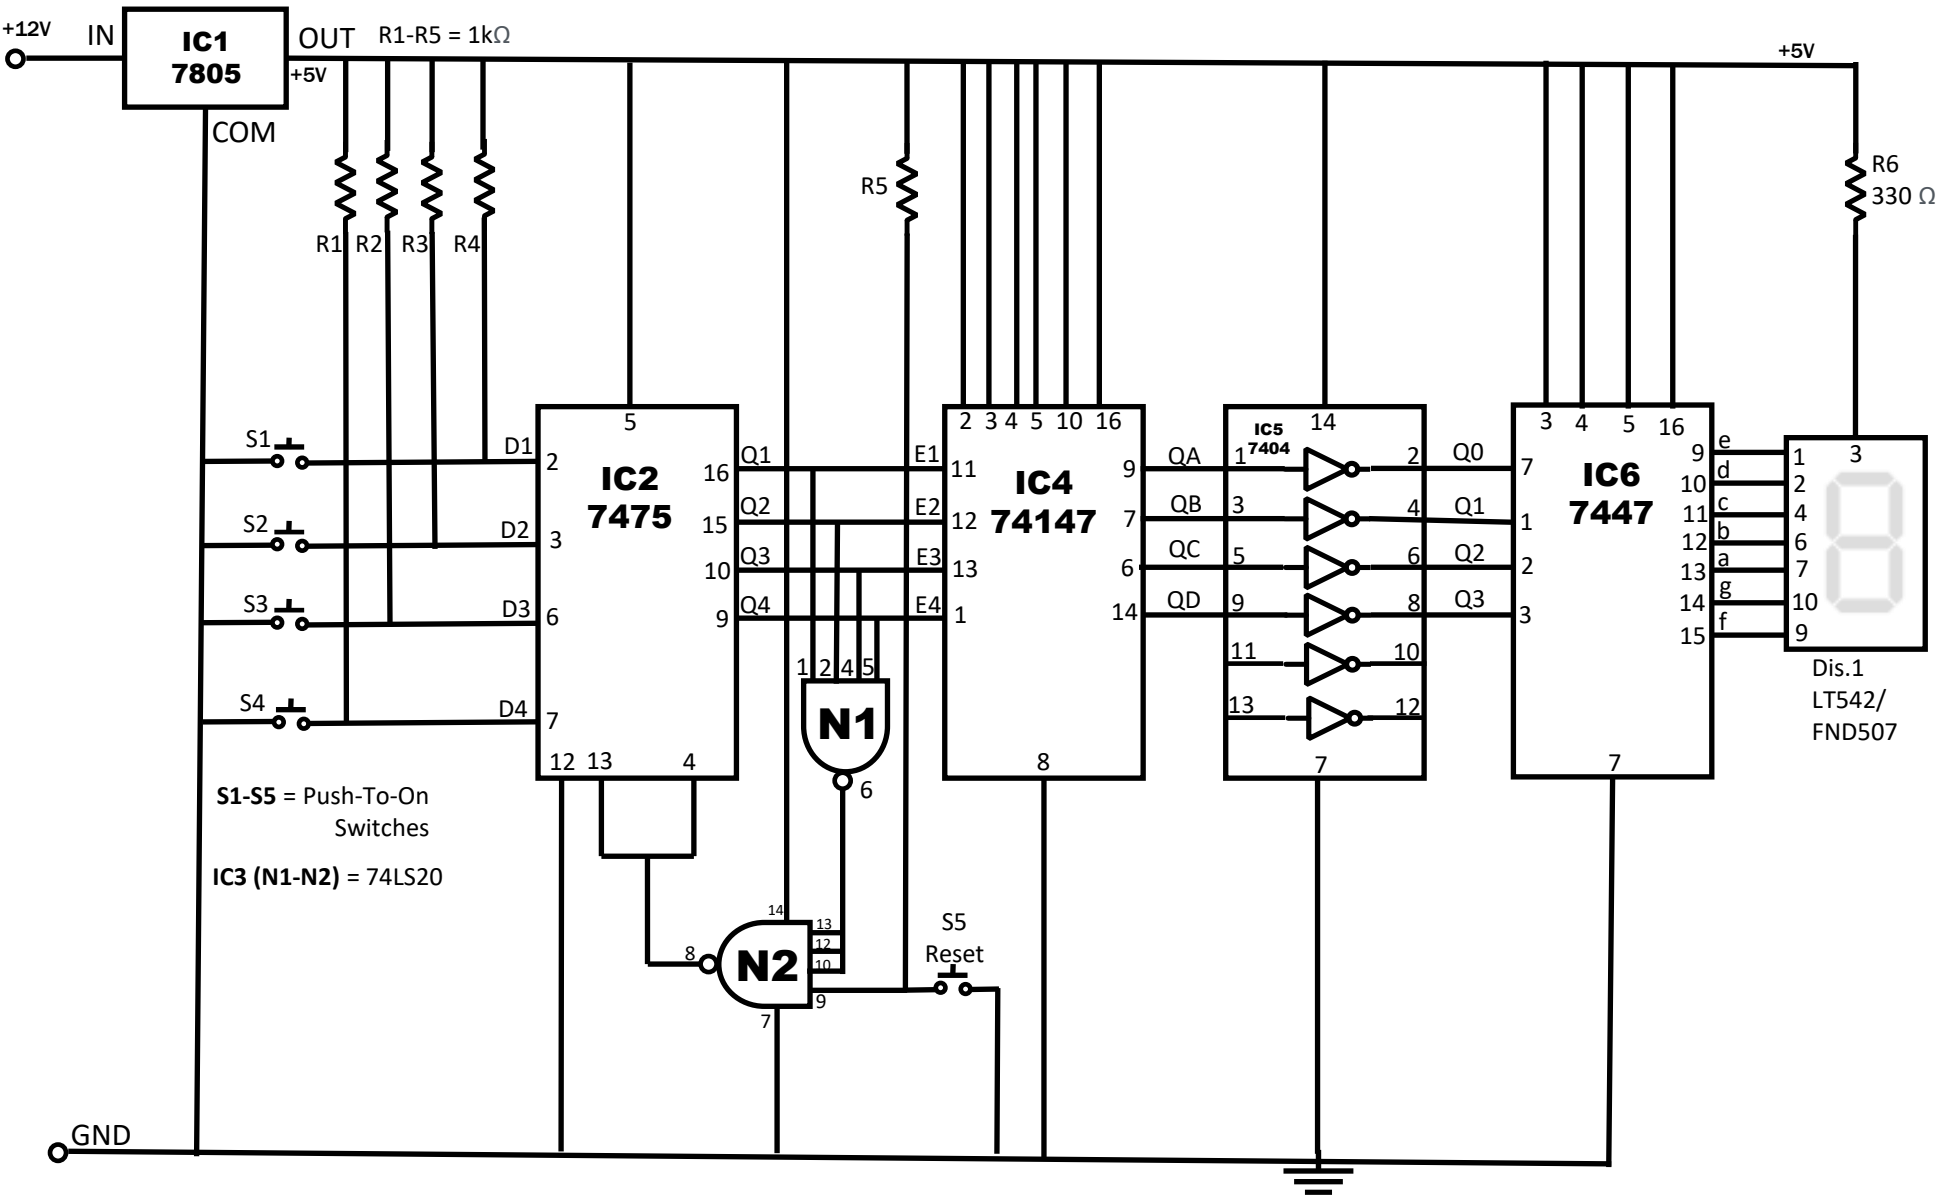 +12V
IN
IC1
7805
OUT
+5V
R1-R5 = 1kΩ
COM
+5V
R1
R2
R3
R4
R5
R6
330 Ω
S1
S2
S3
S4
D1
D2
D3
D4
5
2
3
6
7
IC2
7475
16
15
10
9
12
13
4
Q1
Q2
Q3
Q4
E1
E2
E3
E4
2
3
4
5
10
16
11
12
13
1
IC4
74147
9
7
6
14
8
QA
QB
QC
QD
14
IC5
7404
1
2
3
4
5
6
9
8
11
10
13
12
7
Q0
Q1
Q2
Q3
3
4
5
16
7
1
2
3
IC6
7447
9
10
11
12
13
14
15
7
e
d
c
b
a
g
f
3
1
2
4
6
7
10
9
Dis.1
LT542/
FND507
1
2
4
5
N1
6
S1-S5 = Push-To-On
Switches
IC3 (N1-N2) = 74LS20
14
13
12
10
9
8
N2
7
S5
Reset
GND